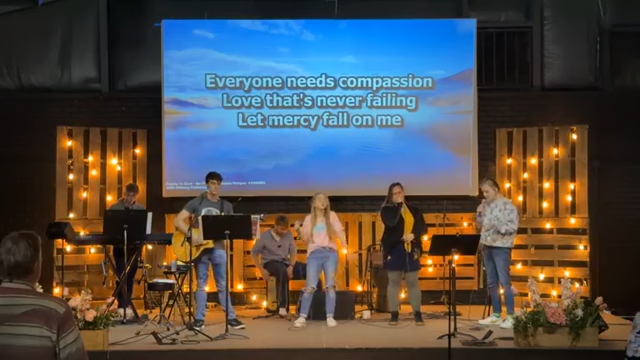 Everyone needs compassion
Love that's never failing
Let mercy fall on me